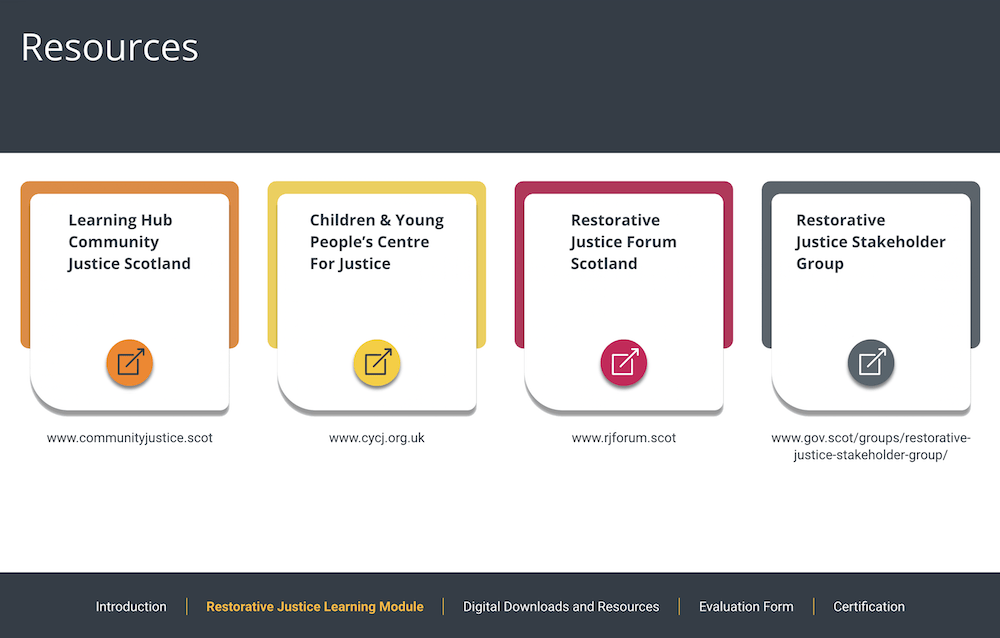 Resources
Learning Hub
Community
Justice Scotland
www.communityjustice.scot
Children & Young
People’s Centre
For Justice
www.cycj.org.uk
Restorative
Justice Forum
Scotland
www.rjforum.scot
Restorative
Justice Stakeholder
Group
www.gov.scot/groups/restorative-
justice-stakeholder-group/
Introduction
Restorative Justice Learning Module
Digital Downloads and Resources
Evaluation Form
Certification